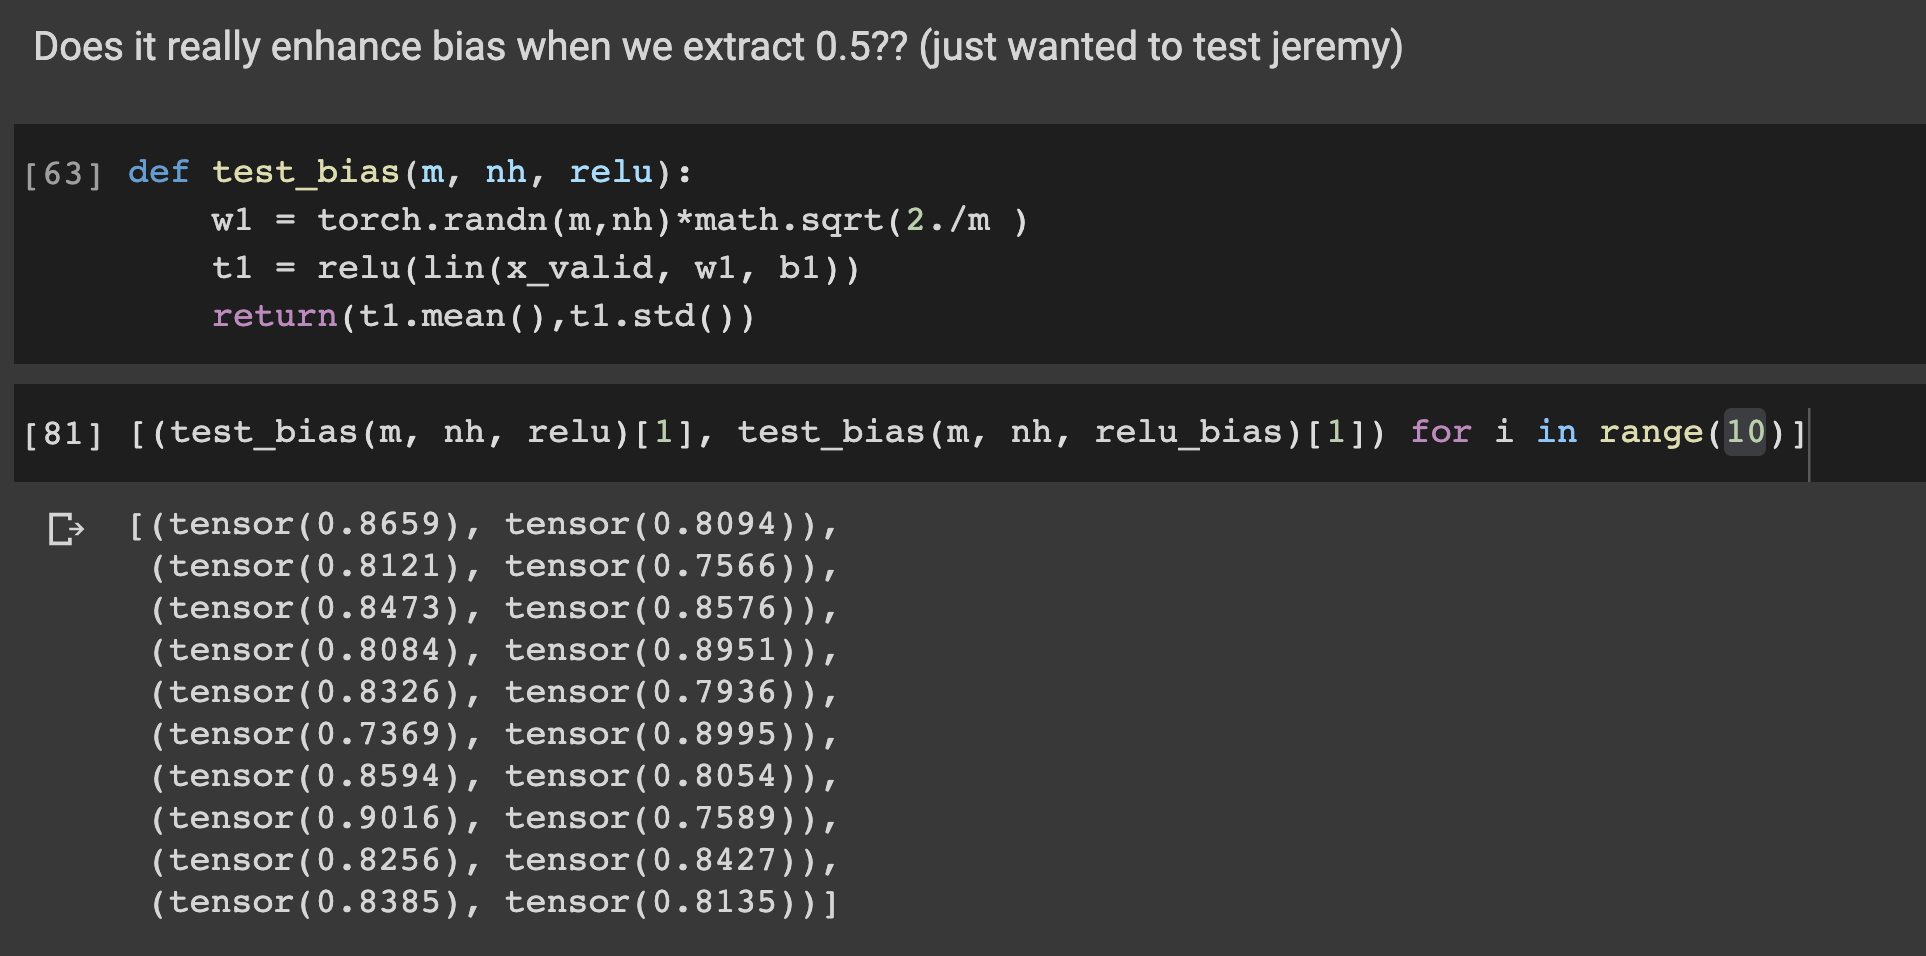 Does it really enhance bias when we extract 0.5?? (just wanted to test jeremy)
[63] def test_bias(m, nh, relu):
w1 = torch.randn(m,nh)*math.sqrt(2./m )
t1 = relu(lin(x_valid, w1, b1))
return(t1.mean(),t1.std())
[81] [(test_bias(m, nh, relu)[1], test_bias(m, nh, relu_bias)[1]) for i in range(10)]
[(tensor(0.8659), tensor(0.8094)),
(tensor(0.8121), tensor(0.7566)),
(tensor(0.8473), tensor(0.8576)),
(tensor(0.8084), tensor(0.8951)),
(tensor(0.8326), tensor(0.7936)),
(tensor(0.7369), tensor(0.8995)),
(tensor(0.8594), tensor(0.8054)),
(tensor(0.9016), tensor(0.7589)),
(tensor(0.8256), tensor(0.8427)),
(tensor(0.8385), tensor(0.8135))]